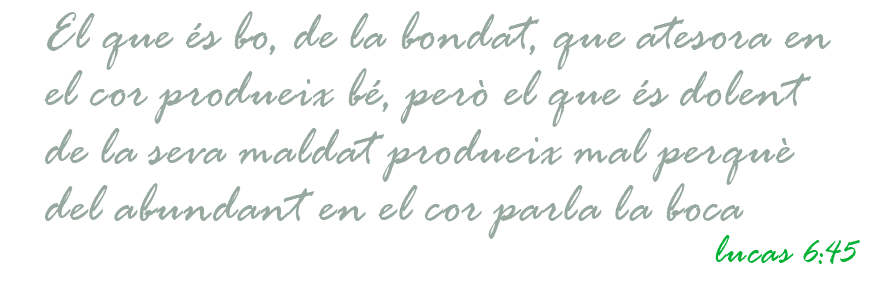 El que és bo, de la bondat, que atesora en
el cor produeix bé, però el que és dolent
de la seva maldat produeix mal perquè
del abundant en el cor parla la boca
lucas 6:45